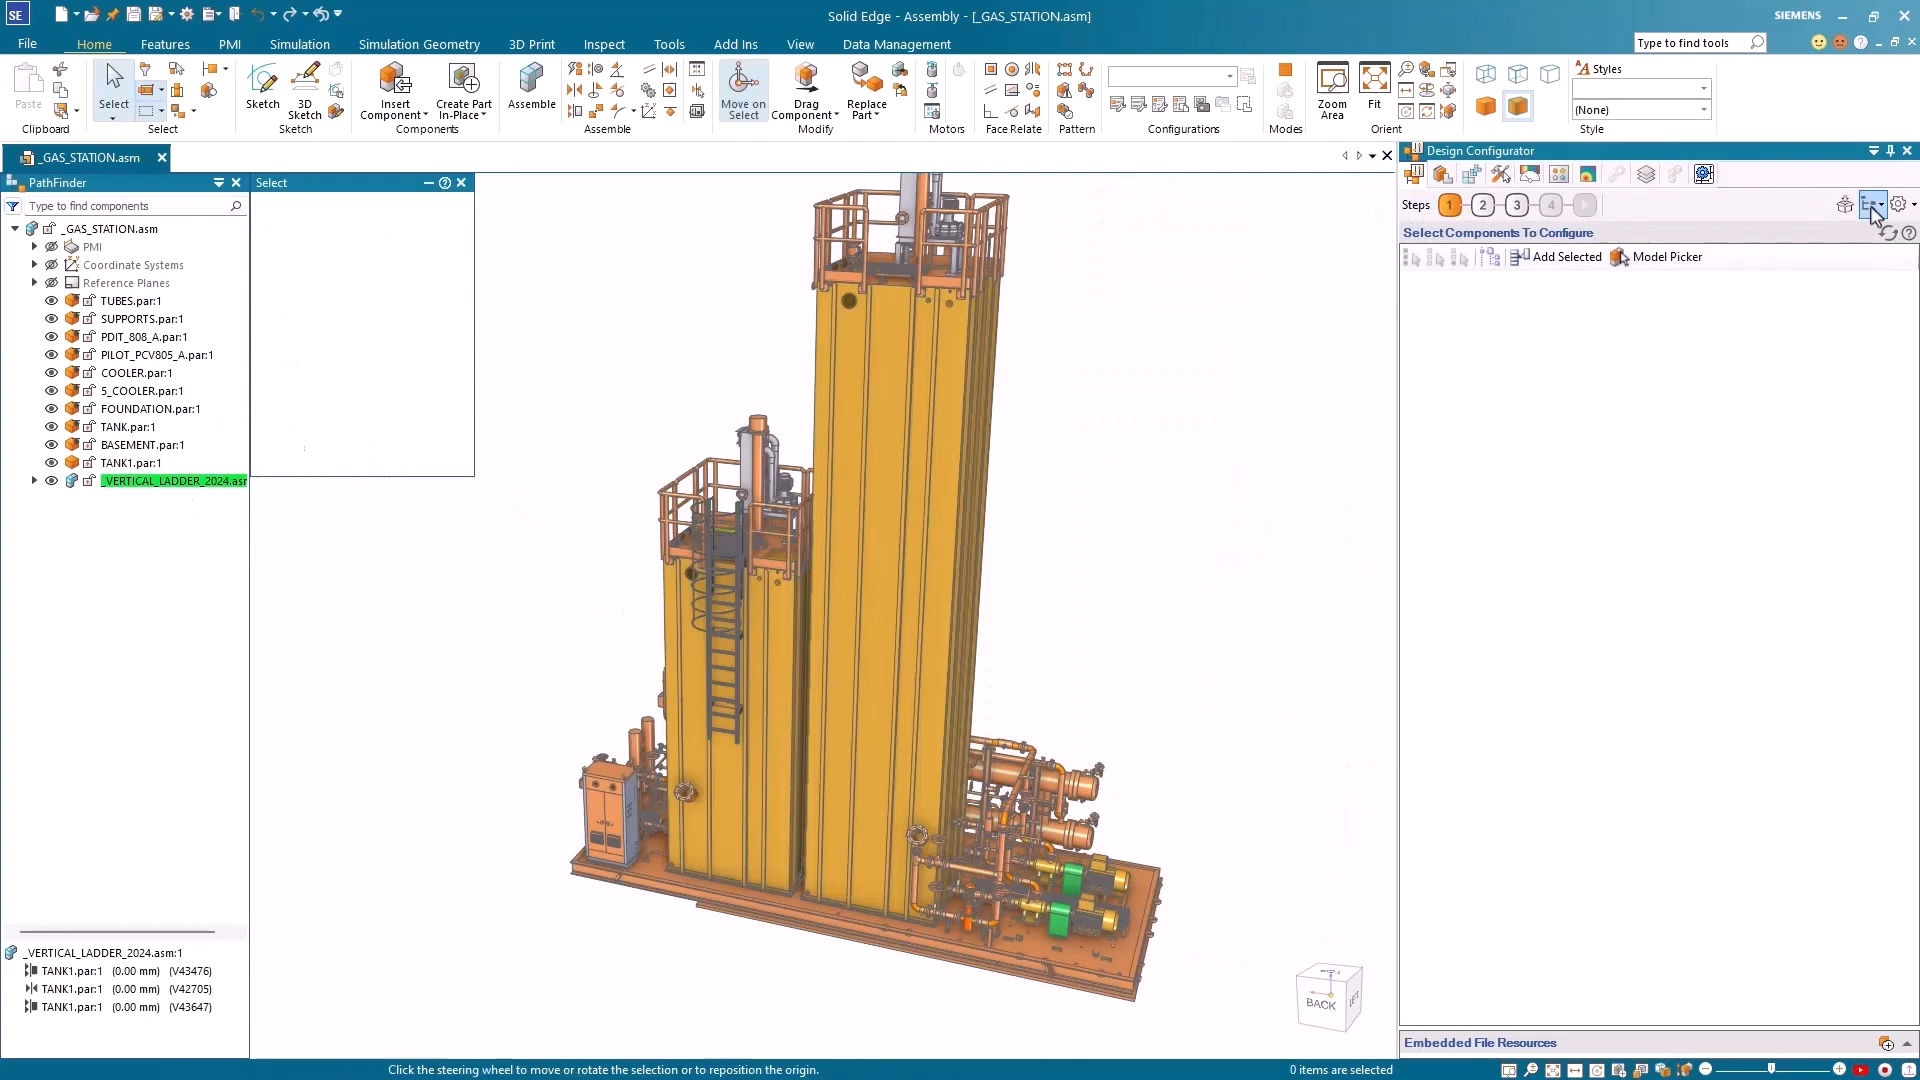 SE
Solid Edge - Assembly - [_GAS_STATION.asm]
SIEMENS
File
Home
Features
PMI
Simulation
Simulation Geometry
3D Print
Inspect
Tools
Add Ins
View
Data Management
Type to find tools
Paste
Clipboard
Select
Select
Sketch
3D
Sketch
Sketch
Insert
Component
Create Part
In-Place
Components
Assemble
Assemble
Move on
Select
Drag
Component
Replace
Part
Modify
Motors
Face Relate
Pattern
Configurations
Modes
Zoom
Area
Fit
Orient
Styles
(None)
Style
_GAS_STATION.asm
PathFinder
Type to find components
_GAS_STATION.asm
PMI
Coordinate Systems
Reference Planes
TUBES.par:1
SUPPORTS.par:1
PDIT_808_A.par:1
PILOT_PCV805_A.par:1
COOLER.par:1
5_COOLER.par:1
FOUNDATION.par:1
TANK.par:1
BASEMENT.par:1
TANK1.par:1
_VERTICAL_LADDER_2024.asr
_VERTICAL_LADDER_2024.asm:1
TANK1.par:1 (0.00 mm) (V43476)
TANK1.par:1 (0.00 mm) (V42705)
TANK1.par:1 (0.00 mm) (V43647)
Select
BACK
Design Configurator
Steps 1 2 3 4
Select Components To Configure
Add Selected
Model Picker
Embedded File Resources
Click the steering wheel to move or rotate the selection or to reposition the origin.
0 items are selected